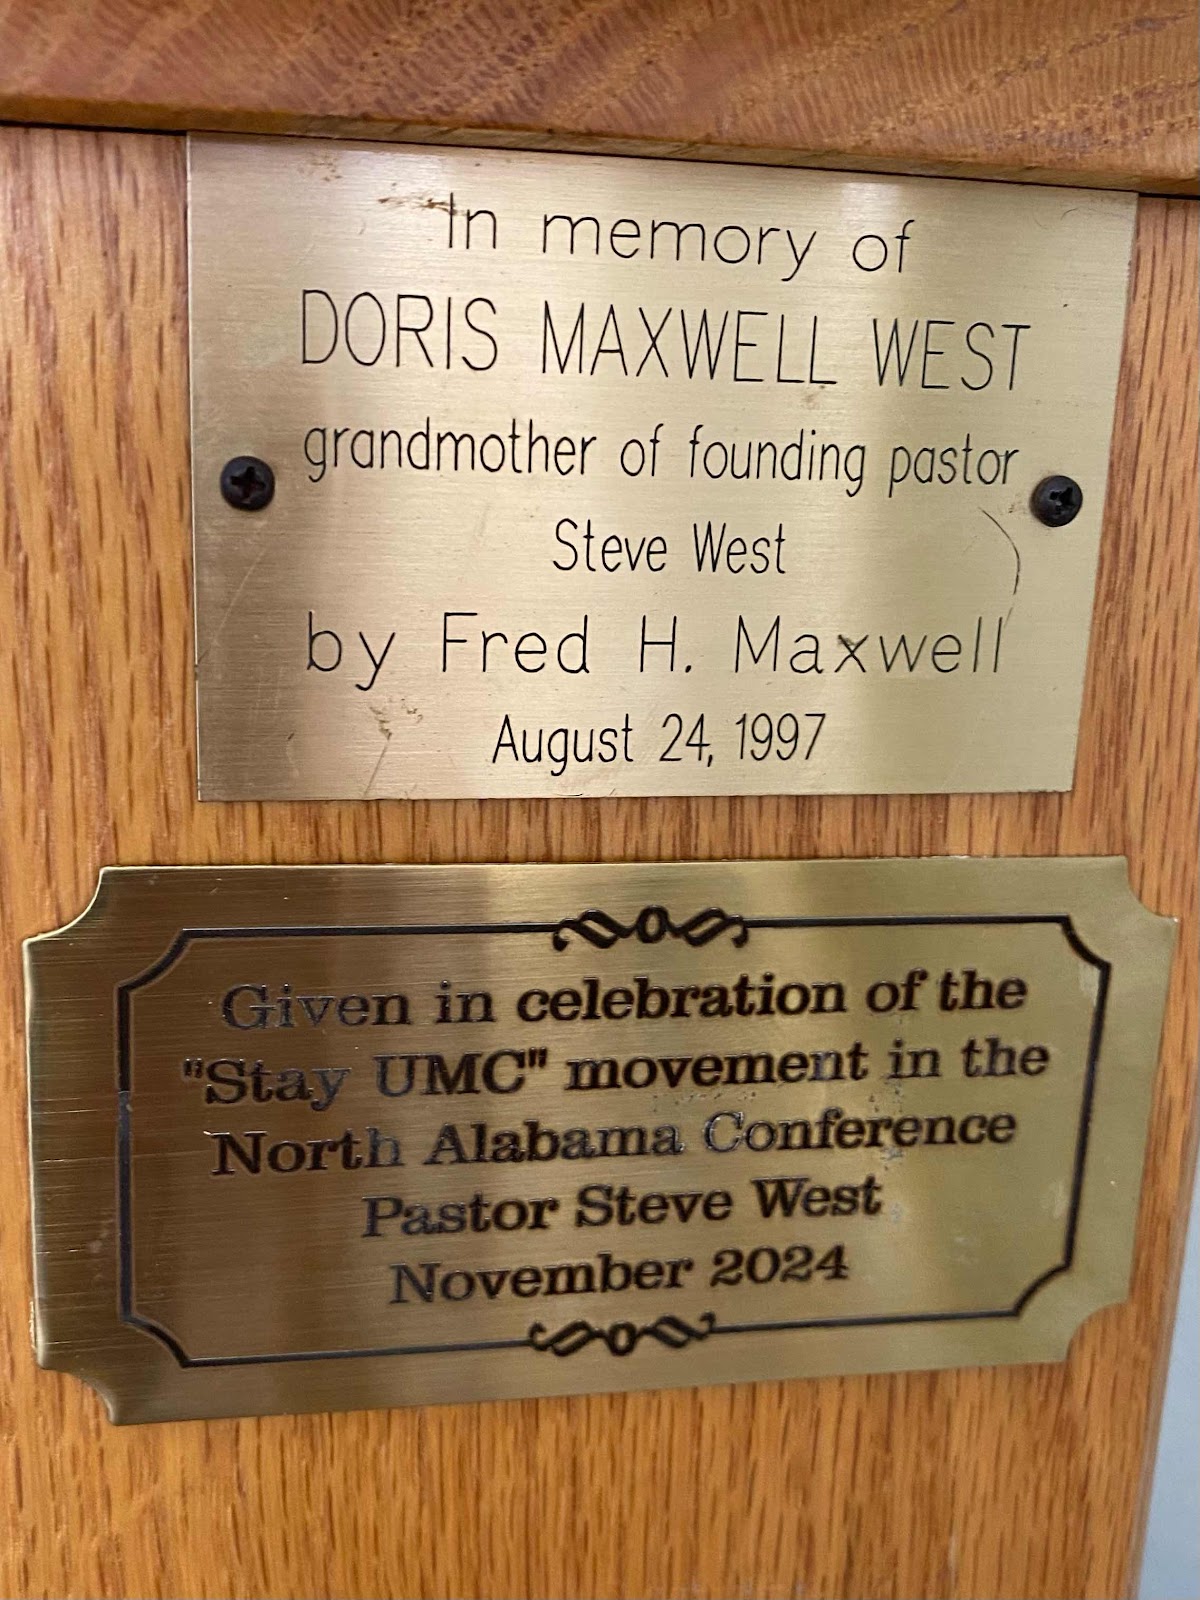 In memory of
DORIS MAXWELL WEST
grandmother of founding pastor
Steve West
by Fred H. Maxwell
August 24, 1997
Given in celebration of the
"Stay UMC" movement in the
North Alabama Conference
Pastor Steve West
November 2024